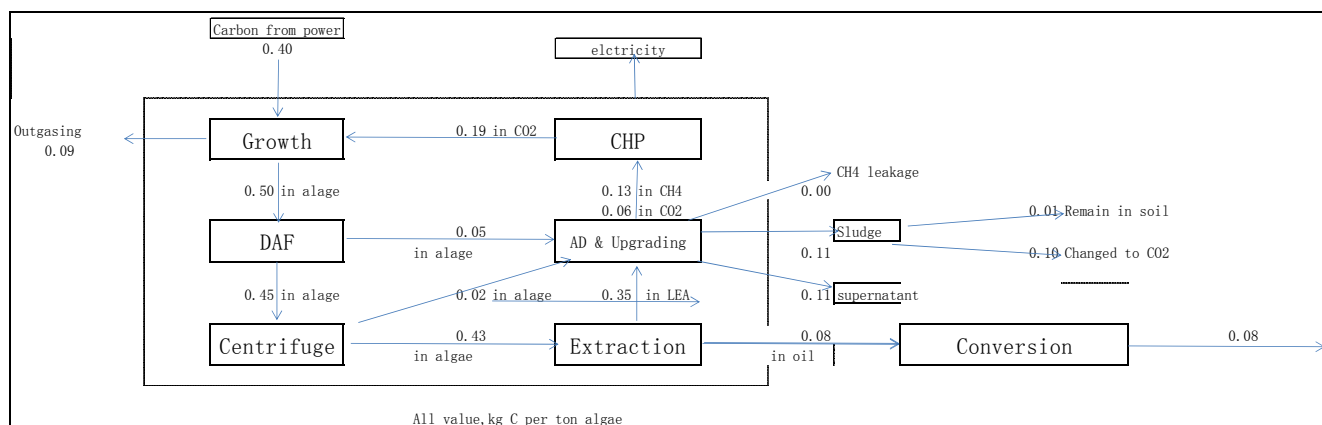 Carbon from power
0.40
elctricity
Outgasing
0.09
Growth
0.19 in CO2
CHP
CH4 leakage
0.50 in alage
0.13 in CH4
0.00
0.06 in CO2
0.01 Remain in soil
DAF
0.05
in alage
AD & Upgrading
Sludge
0.11
0.10 Changed to CO2
0.45 in alage
0.02 in alage
0.35 in LEA
0.11 supernatant
Centrifuge
0.43
in algae
Extraction
0.08
in oil
Conversion
0.08
All value,kg C per ton algae